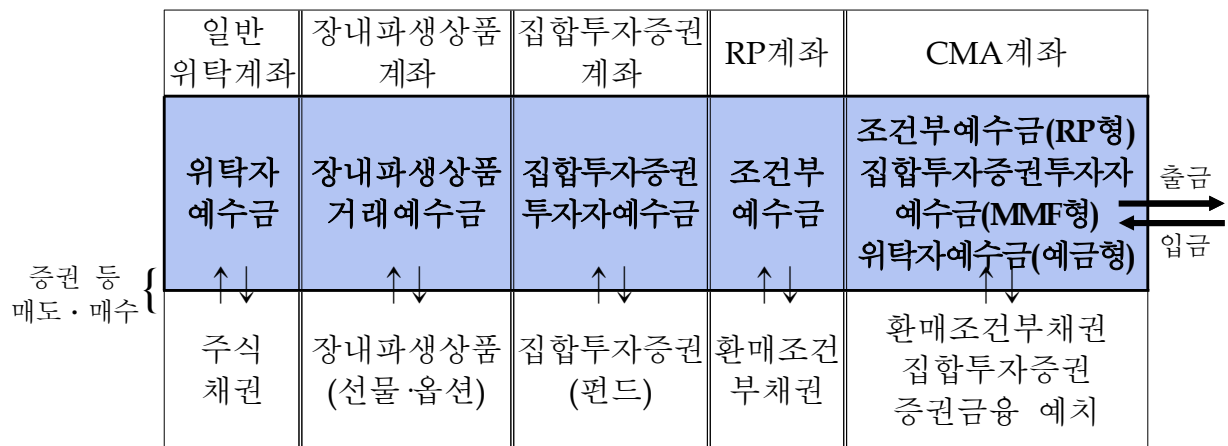 일반
위탁계좌
장내파생상품
계좌
집합투자증권
계좌
RP계좌
CMA계좌
위탁자
예수금
장내파생상품
거래예수금
집합투자증권
투자자예수금
조건부
예수금
조건부예수금(RP형)
집합투자증권투자자
예수금(MMF형)
위탁자예수금(예금형)
출금
입금
증권 등
매도·매수
주식
채권
장내파생상품
(선물·옵션)
집합투자증권
(펀드)
환매조건
부채권
환매조건부채권
집합투자증권
증권금융 예치